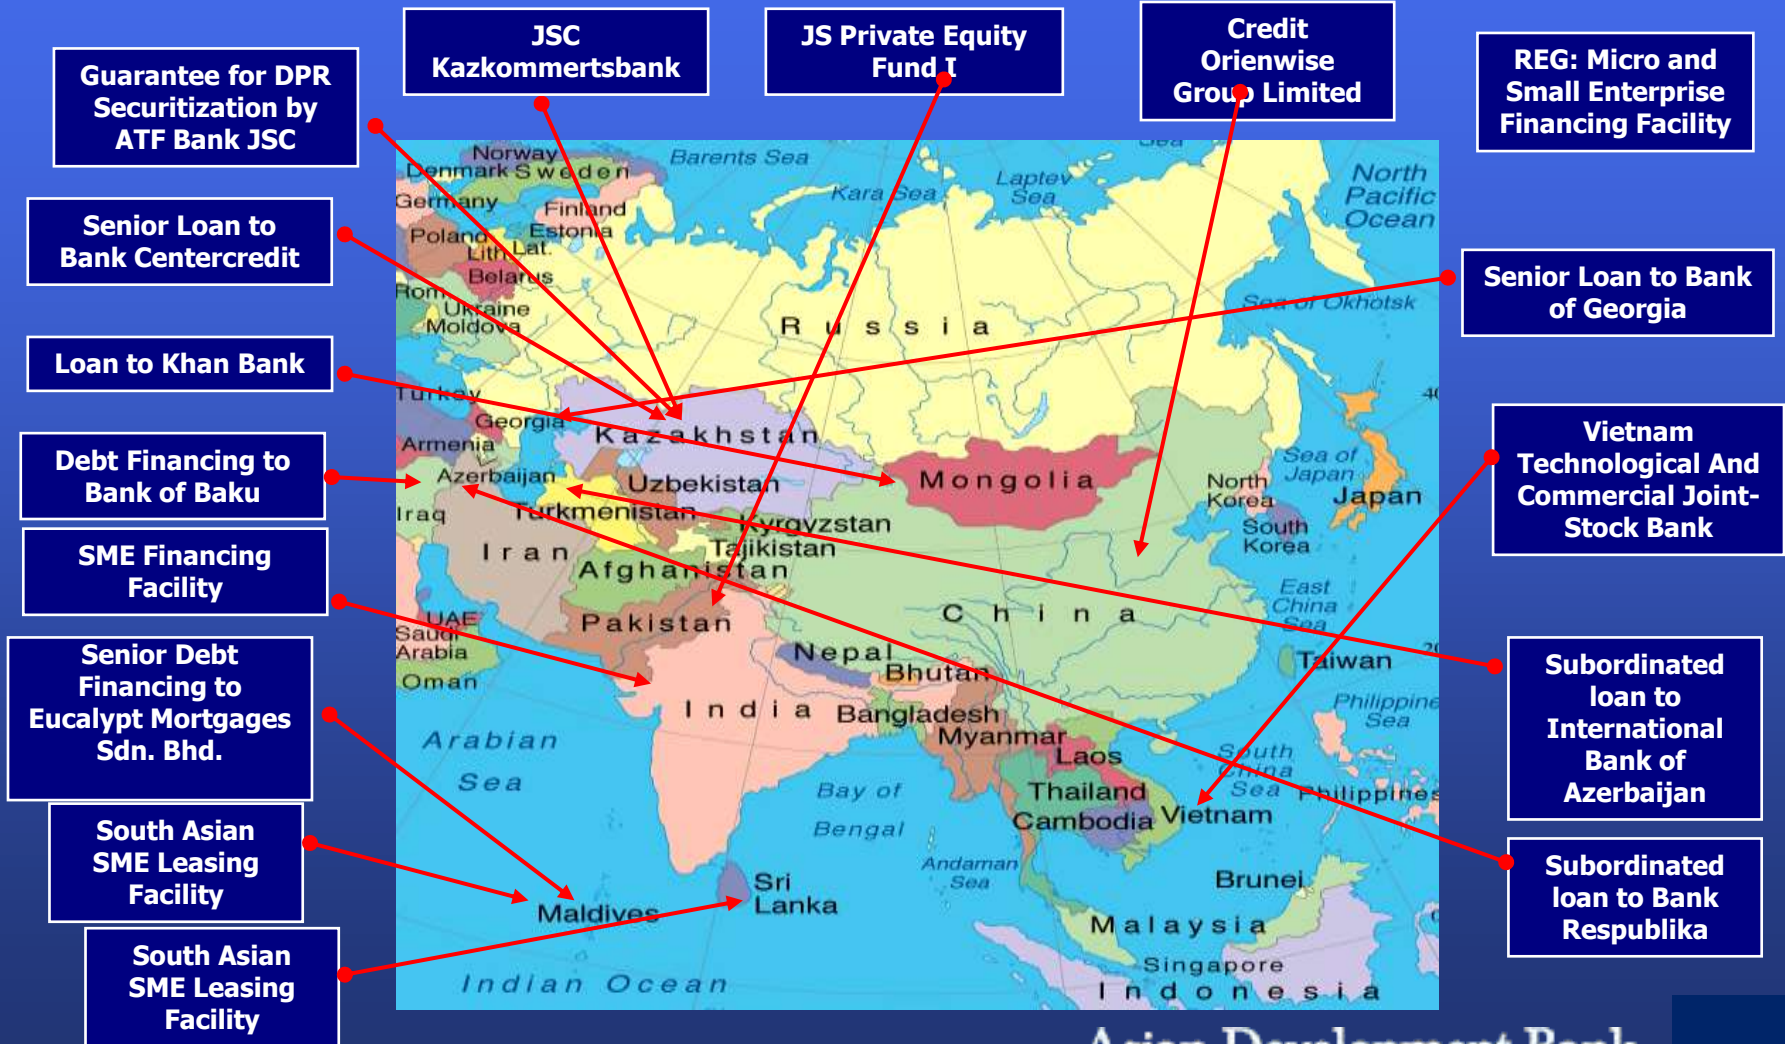 JSC
Kazkommertsbank
JS Private Equity
Fund I
Credit
Orienwise
Group Limited
REG: Micro and
Small Enterprise
Financing Facility
Guarantee for DPR
Securitization by
ATF Bank JSC
Senior Loan to
Bank Centercredit
Loan to Khan Bank
Debt Financing to
Bank of Baku
SME Financing
Facility
Senior Debt
Financing to
Eucalypt Mortgages
Sdn. Bhd.
South Asian
SME Leasing
Facility
South Asian
SME Leasing
Facility
Senior Loan to Bank
of Georgia
Vietnam
Technological And
Commercial Joint-
Stock Bank
Subordinated
loan to
International
Bank of
Azerbaijan
Subordinated
loan to Bank
Respublika
Norway
Barents Sea
Sea
Denmark Sweden
Kara Sea
Laptev
Sea
North
Pacific
Ocean
Germany
Finland
Estonia
Poland
Lith.
Lat.
Belarus
Rom.
Ukraine
Moldova
Russia
Sea of Okhotsk
Turkey
Georgia
Armenia
Kazakhstan
Azerbaijan
Uzbekistan
Mongolia
North
Korea
Sea of
Japan
Japan
Iraq
Turkmenistan
Kyrgyzstan
South
Korea
Iran
Tajikistan
Afghanistan
East
China
Sea
China
UAE
Saudi
Arabia
Pakistan
Nepal
Bhutan
Taiwan
20
Oman
India
Bangladesh
Philippine
Sea
Arabian
Sea
Myanmar
Laos
South
China
Sea
Bay of
Bengal
Thailand
Philippines
Cambodia
Vietnam
Andaman
Sea
Brunei
Sri
Lanka
Maldives
Malaysia
Singapore
Indian Ocean
Indonesia
Asian Development Bank
40
0